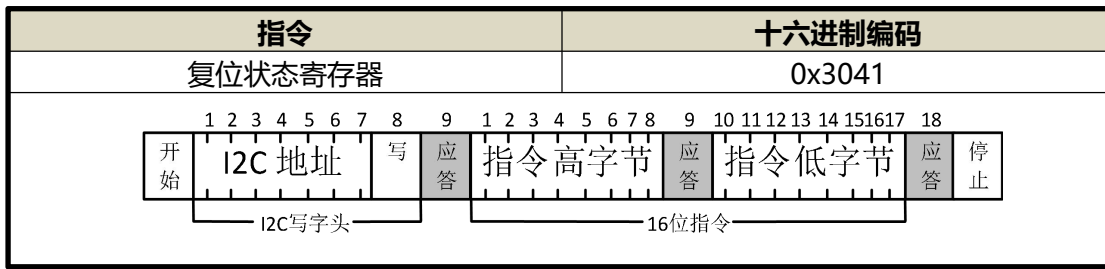 指令 十六进制编码
复位状态寄存器 0x3041
1 2 3 4 5 6 7 8 9 1 2 3 4 5 6 7 8 9 10 11 12 13 14 15 16 17 18
开始 I2C 地址 写 应答 指令高字节 应答 指令低字节 应答 停止
I2C写字头 16位指令